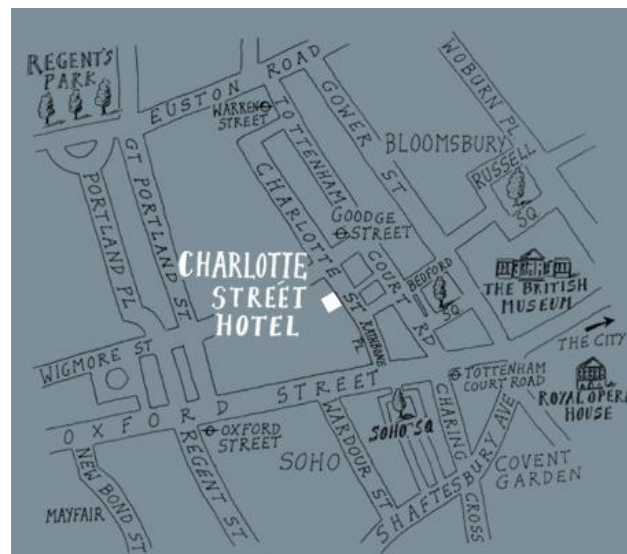 REGENT'S
PARK
EUSTON ROAD
WARREN
STREET
TOTTENHAM
COURT RD
GOWER ST
WOBURN PL
BLOOMSBURY
RUSSELL
SQ
GT PORTLAND ST
PORTLAND PL
CHARLOTTE ST
GOODGE
STREET
BEDFORD
SQ
THE BRITISH
MUSEUM
CHARLOTTE
STREET
HOTEL
RATHBONE
PL
THE CITY
WIGMORE ST
TOTTENHAM
COURT ROAD
ROYAL OPERA
HOUSE
OXFORD STREET
OXFORD
STREET
SOHO SQ
CHARING
CROSS
REGENT ST
SOHO
WARDOUR ST
SHAFTESBURY AVE
COVENT
GARDEN
NEW BOND ST
MAYFAIR